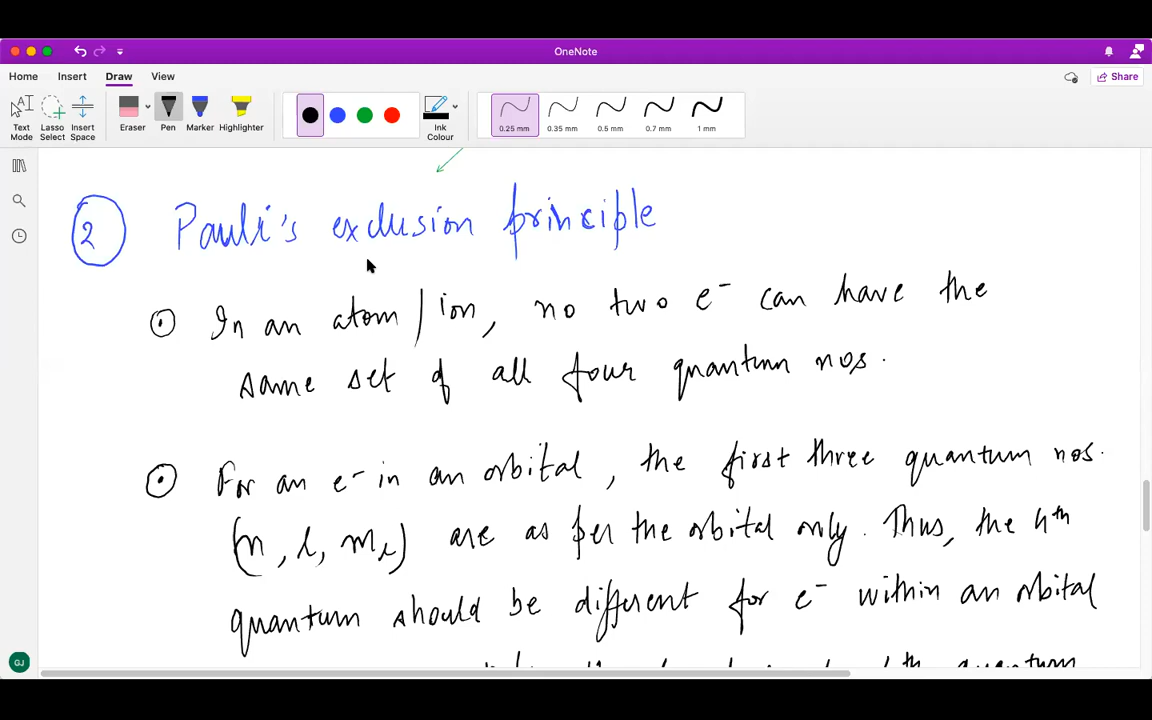 OneNote
Home Insert Draw View
Share
Text Mode
Lasso Select
Insert Space
Eraser
Pen
Marker
Highlighter
Ink Colour
0.25 mm
0.35 mm
0.5 mm
0.7 mm
1 mm
2 Pauli's exclusion principle
In an atom/ion, no two e⁻ can have the
same set of all four quantum nos.
For an e⁻ in an orbital, the first three quantum nos.
(n, l, mₗ) are as per the orbital only. Thus, the 4th
quantum should be different for e⁻ within an orbital
quantum
GJ